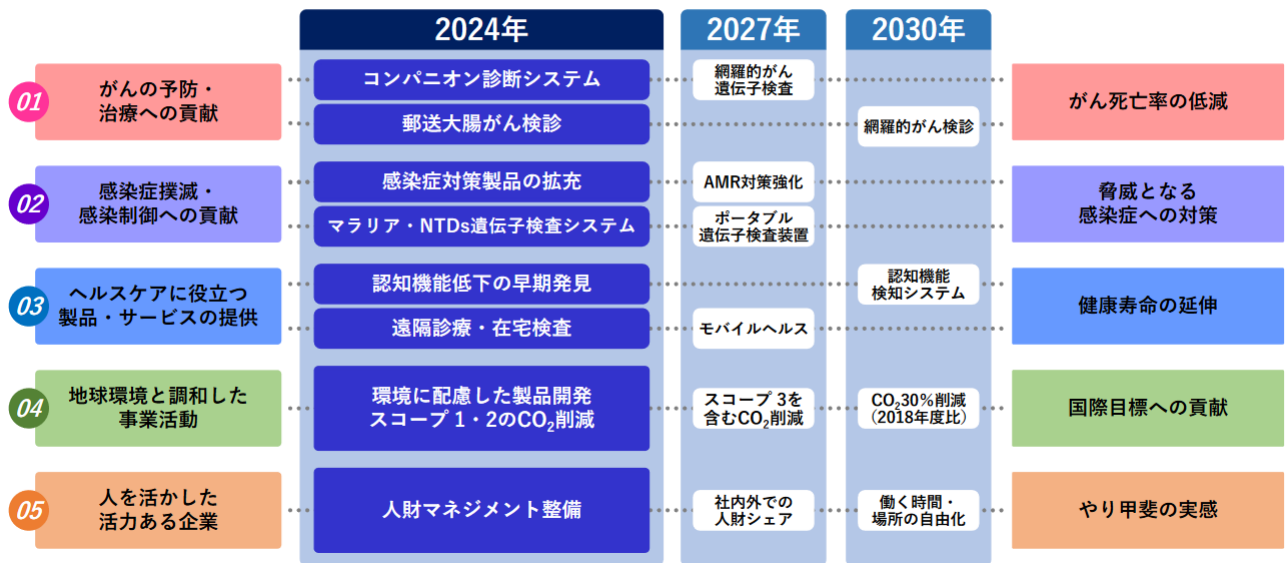 2024年
2027年
2030年
01
がんの予防・
治療への貢献
コンパニオン診断システム
網羅的がん
遺伝子検査
郵送大腸がん検診
網羅的がん検診
がん死亡率の低減
02
感染症撲滅・
感染制御への貢献
感染症対策製品の拡充
AMR対策強化
マラリア・NTDs遺伝子検査システム
ポータブル
遺伝子検査装置
脅威となる
感染症への対策
03
ヘルスケアに役立つ
製品・サービスの提供
認知機能低下の早期発見
認知機能
検知システム
遠隔診療・在宅検査
モバイルヘルス
健康寿命の延伸
04
地球環境と調和した
事業活動
環境に配慮した製品開発
スコープ 1・2のCO₂削減
スコープ 3を
含むCO₂削減
CO₂30%削減
(2018年度比)
国際目標への貢献
05
人を活かした
活力ある企業
人財マネジメント整備
社内外での
人財シェア
働く時間・
場所の自由化
やり甲斐の実感